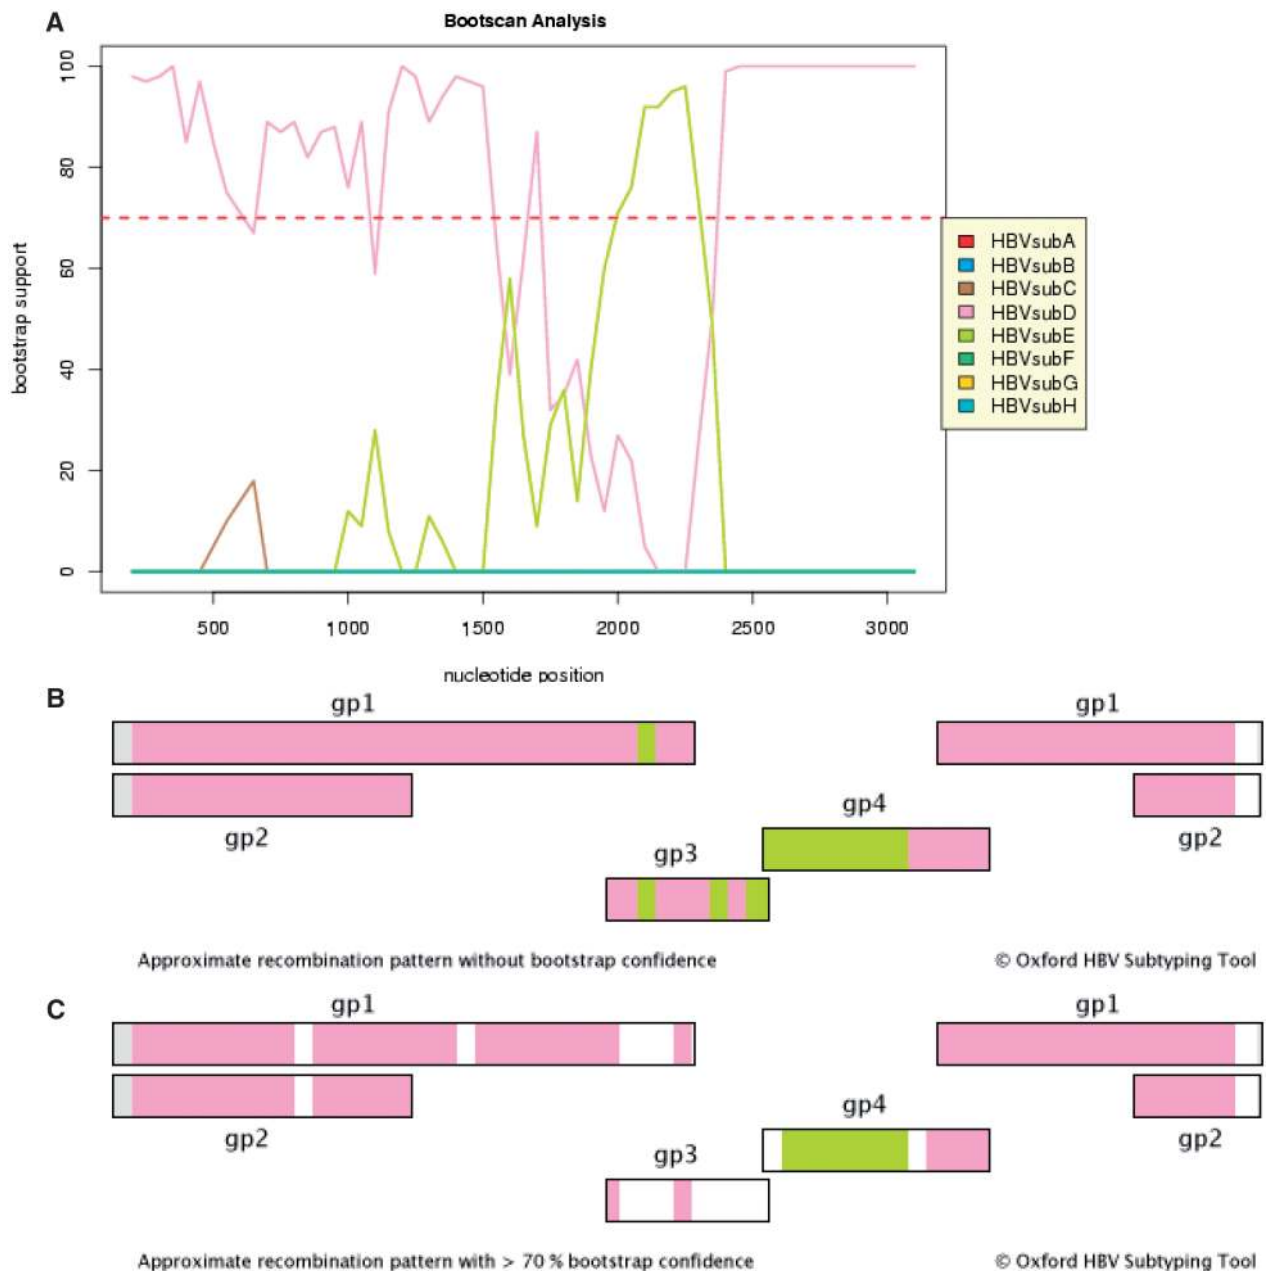 A
Bootscan Analysis
100
80
60
40
20
0
bootstrap support
500 1000 1500 2000 2500 3000
nucleotide position
HBVsubA
HBVsubB
HBVsubC
HBVsubD
HBVsubE
HBVsubF
HBVsubG
HBVsubH
B
gp1 gp1
gp2 gp4 gp2
gp3
Approximate recombination pattern without bootstrap confidence © Oxford HBV Subtyping Tool
C
gp1 gp1
gp2 gp4 gp2
gp3
Approximate recombination pattern with > 70 % bootstrap confidence © Oxford HBV Subtyping Tool